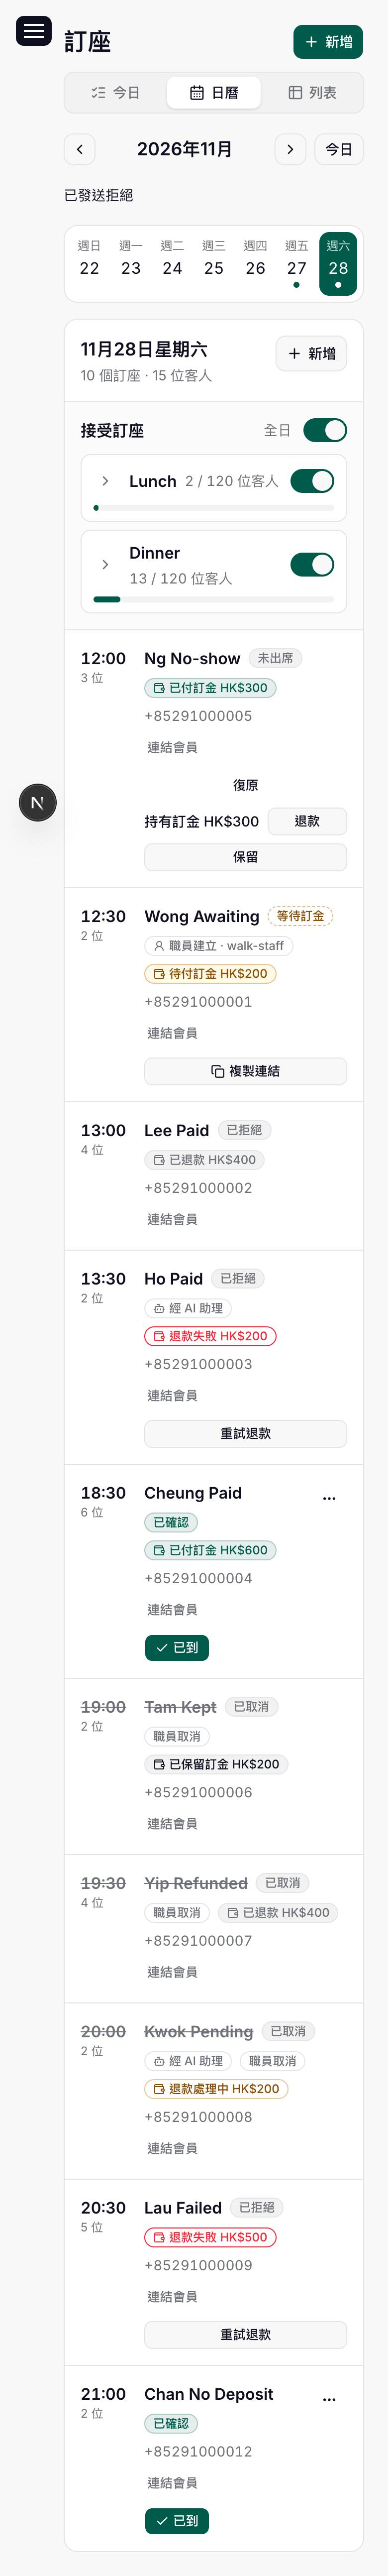 訂座
+ 新增
今日
日曆
列表
2026年11月
今日
已發送拒絕
週日 週一 週二 週三 週四 週五 週六
22 23 24 25 26 27 28
11月28日星期六
10 個訂座 · 15 位客人
+ 新增
接受訂座
全日
Lunch 2 / 120 位客人
Dinner
13 / 120 位客人
12:00 Ng No-show 未出席
3 位
已付訂金 HK$300
+85291000005
連結會員
復原
持有訂金 HK$300 退款
保留
12:30 Wong Awaiting 等待訂金
2 位
職員建立 · walk-staff
待付訂金 HK$200
+85291000001
連結會員
複製連結
13:00 Lee Paid 已拒絕
4 位
已退款 HK$400
+85291000002
連結會員
13:30 Ho Paid 已拒絕
2 位
經 AI 助理
退款失敗 HK$200
+85291000003
連結會員
重試退款
18:30 Cheung Paid ...
6 位
已確認
已付訂金 HK$600
+85291000004
連結會員
已到
19:00 Tam Kept 已取消
2 位
職員取消
已保留訂金 HK$200
+85291000006
連結會員
19:30 Yip Refunded 已取消
4 位
職員取消 已退款 HK$400
+85291000007
連結會員
20:00 Kwok Pending 已取消
2 位
經 AI 助理 職員取消
退款處理中 HK$200
+85291000008
連結會員
20:30 Lau Failed 已拒絕
5 位
退款失敗 HK$500
+85291000009
連結會員
重試退款
21:00 Chan No Deposit ...
2 位
已確認
+85291000012
連結會員
已到
N